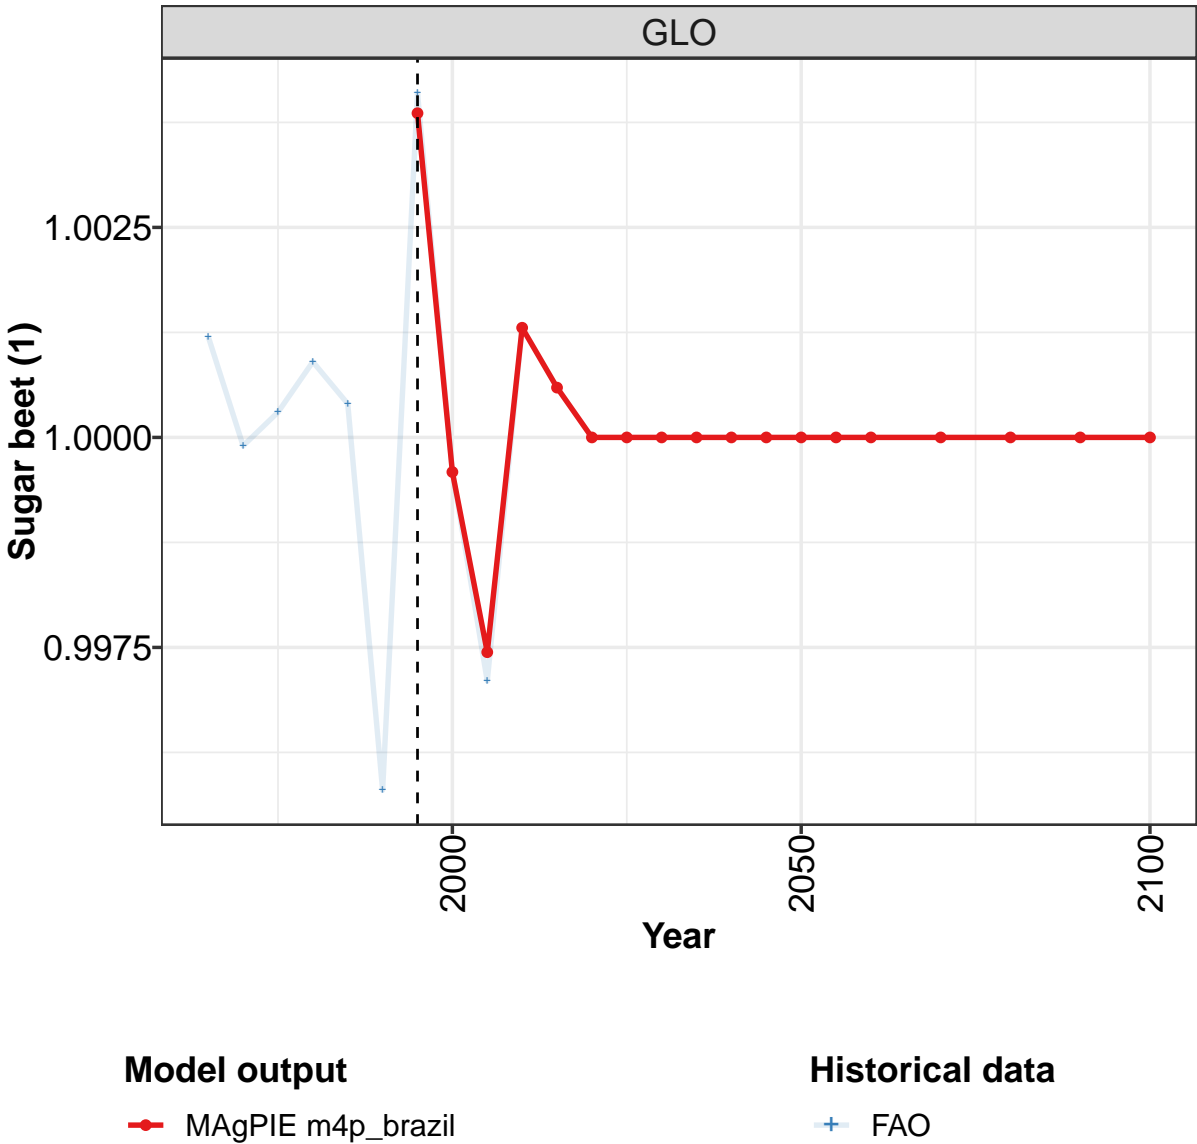 GLO
1.0025
1.0000
0.9975
Sugar beet (1)
2000
2050
2100
Year
Model output
MAgPIE m4p_brazil
Historical data
FAO